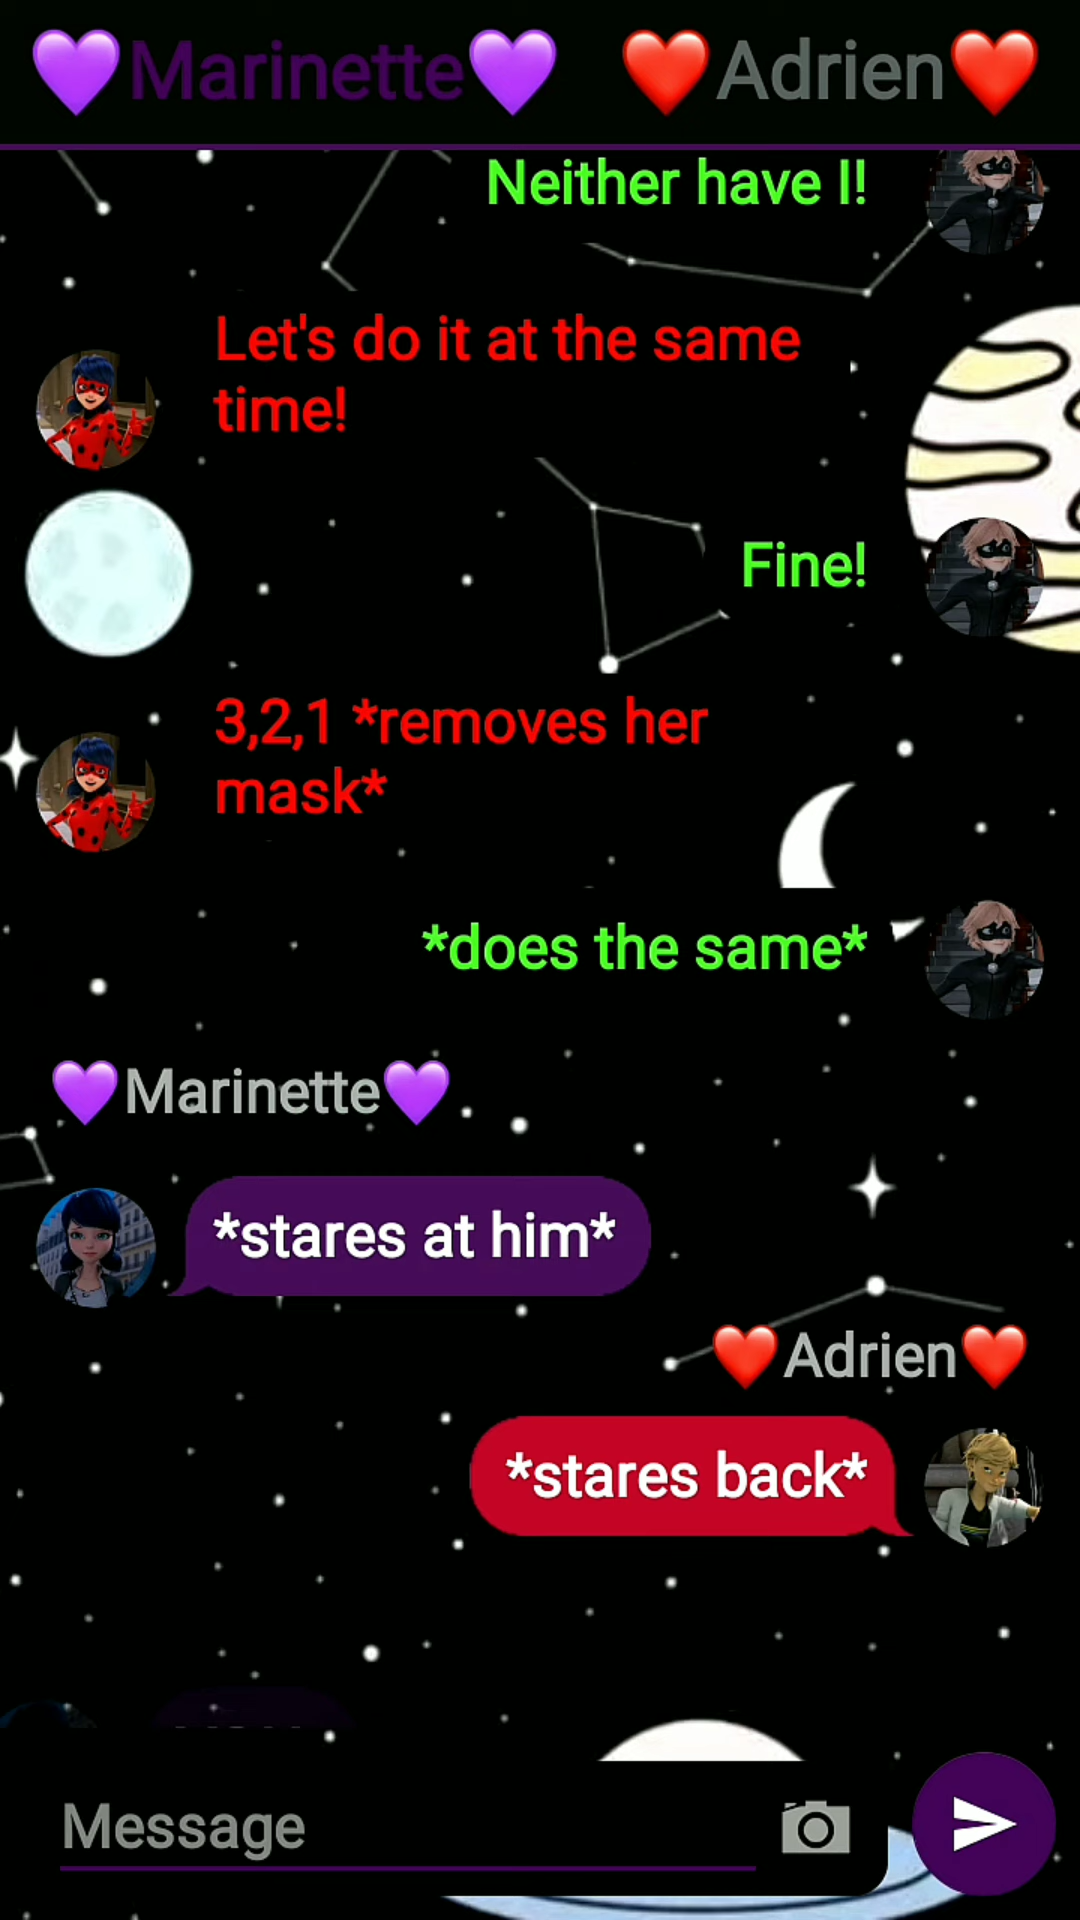 💜Marinette💜 ❤️Adrien❤️
Neither have I!
Let's do it at the same
time!
Fine!
3,2,1 *removes her
mask*
*does the same*
💜Marinette💜
*stares at him*
❤️Adrien❤️
*stares back*
Message